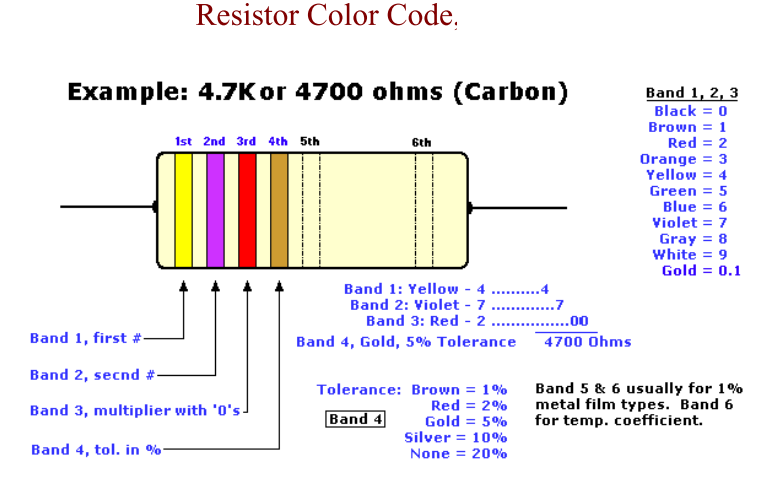 Resistor Color Code,
Example: 4.7K or 4700 ohms (Carbon)
1st 2nd 3rd 4th 5th 6th
Band 1, 2, 3
Black = 0
Brown = 1
Red = 2
Orange = 3
Yellow = 4
Green = 5
Blue = 6
Violet = 7
Gray = 8
White = 9
Gold = 0.1
Band 1: Yellow - 4 ..........4
Band 2: Violet - 7 .............7
Band 3: Red - 2 ................00
Band 4, Gold, 5% Tolerance 4700 Ohms
Band 1, first #
Band 2, secnd #
Band 3, multiplier with '0's
Band 4, tol. in %
Tolerance: Brown = 1%
Red = 2%
Band 4
Gold = 5%
Silver = 10%
None = 20%
Band 5 & 6 usually for 1%
metal film types. Band 6
for temp. coefficient.